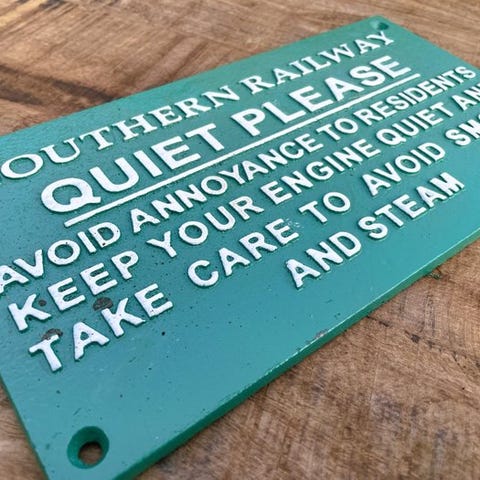 SOUTHERN RAILWAY
QUIET PLEASE
AVOID ANNOYANCE TO RESIDENTS
KEEP YOUR ENGINE QUIET AN
TAKE CARE TO AVOID SM
AND STEAM